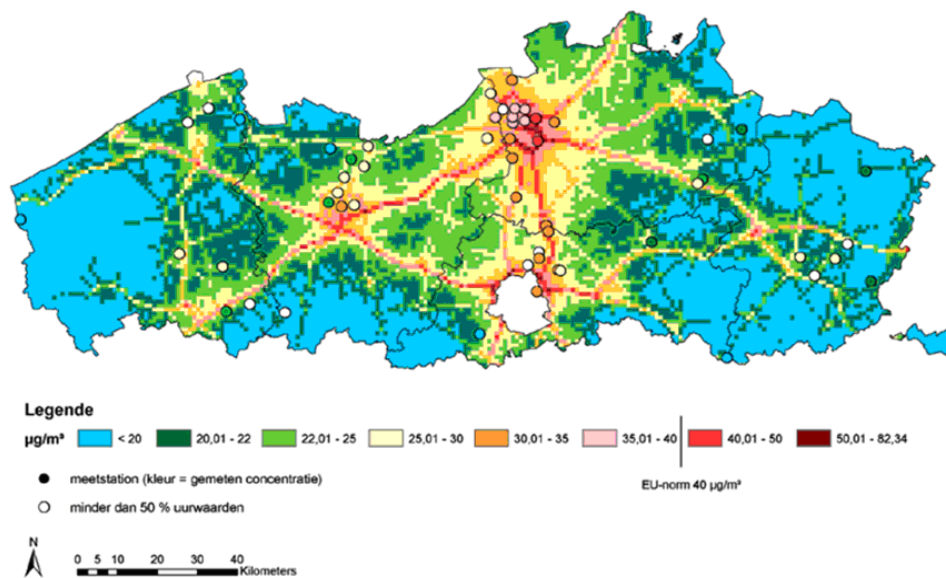 Legende
µg/m³ < 20 20,01 - 22 22,01 - 25 25,01 - 30 30,01 - 35 35,01 - 40 40,01 - 50 50,01 - 82,34
meetstation (kleur = gemeten concentratie)
EU-norm 40 µg/m³
minder dan 50 % uurwaarden
N
0 5 10 20 30 40
Kilometers